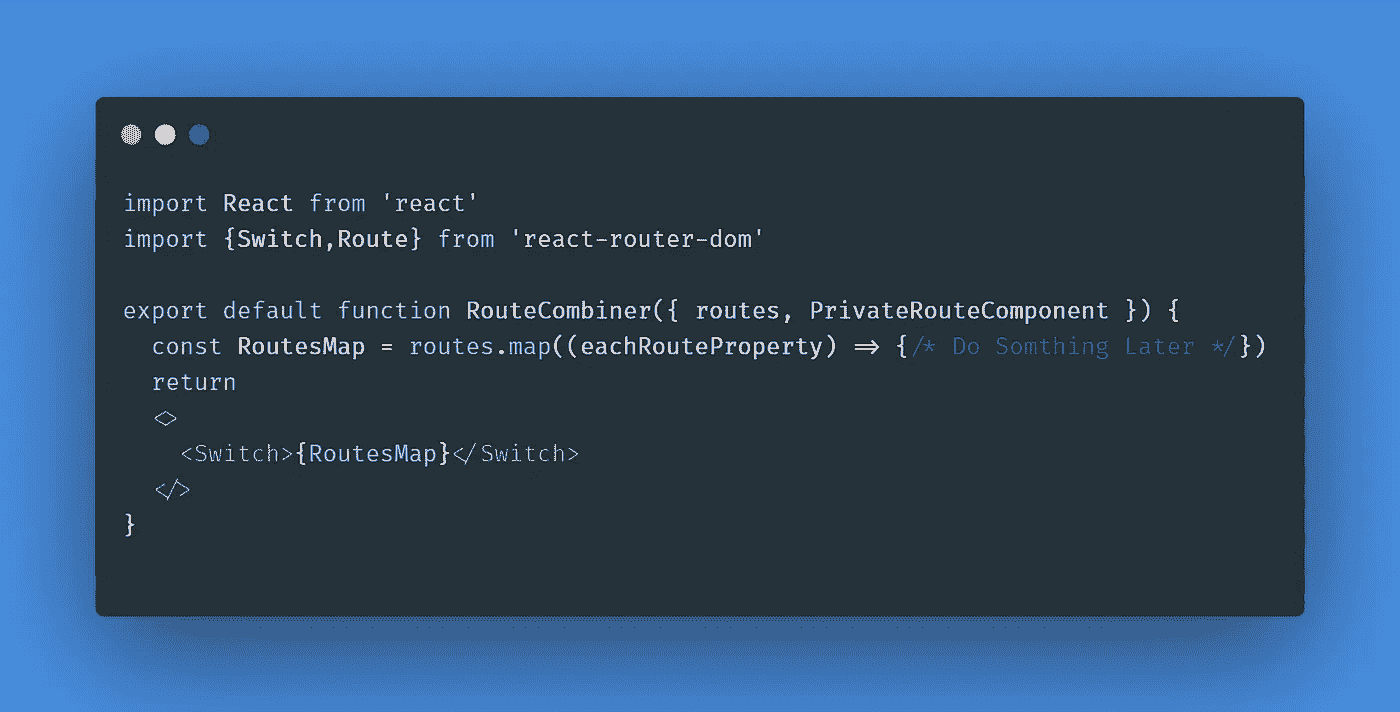 import React from 'react'
import {Switch,Route} from 'react-router-dom'
export default function RouteCombiner({ routes, PrivateRouteComponent }) {
const RoutesMap = routes.map((eachRouteProperty) => {/* Do Somthing Later */})
return
<>
<Switch>{RoutesMap}</Switch>
</>
}